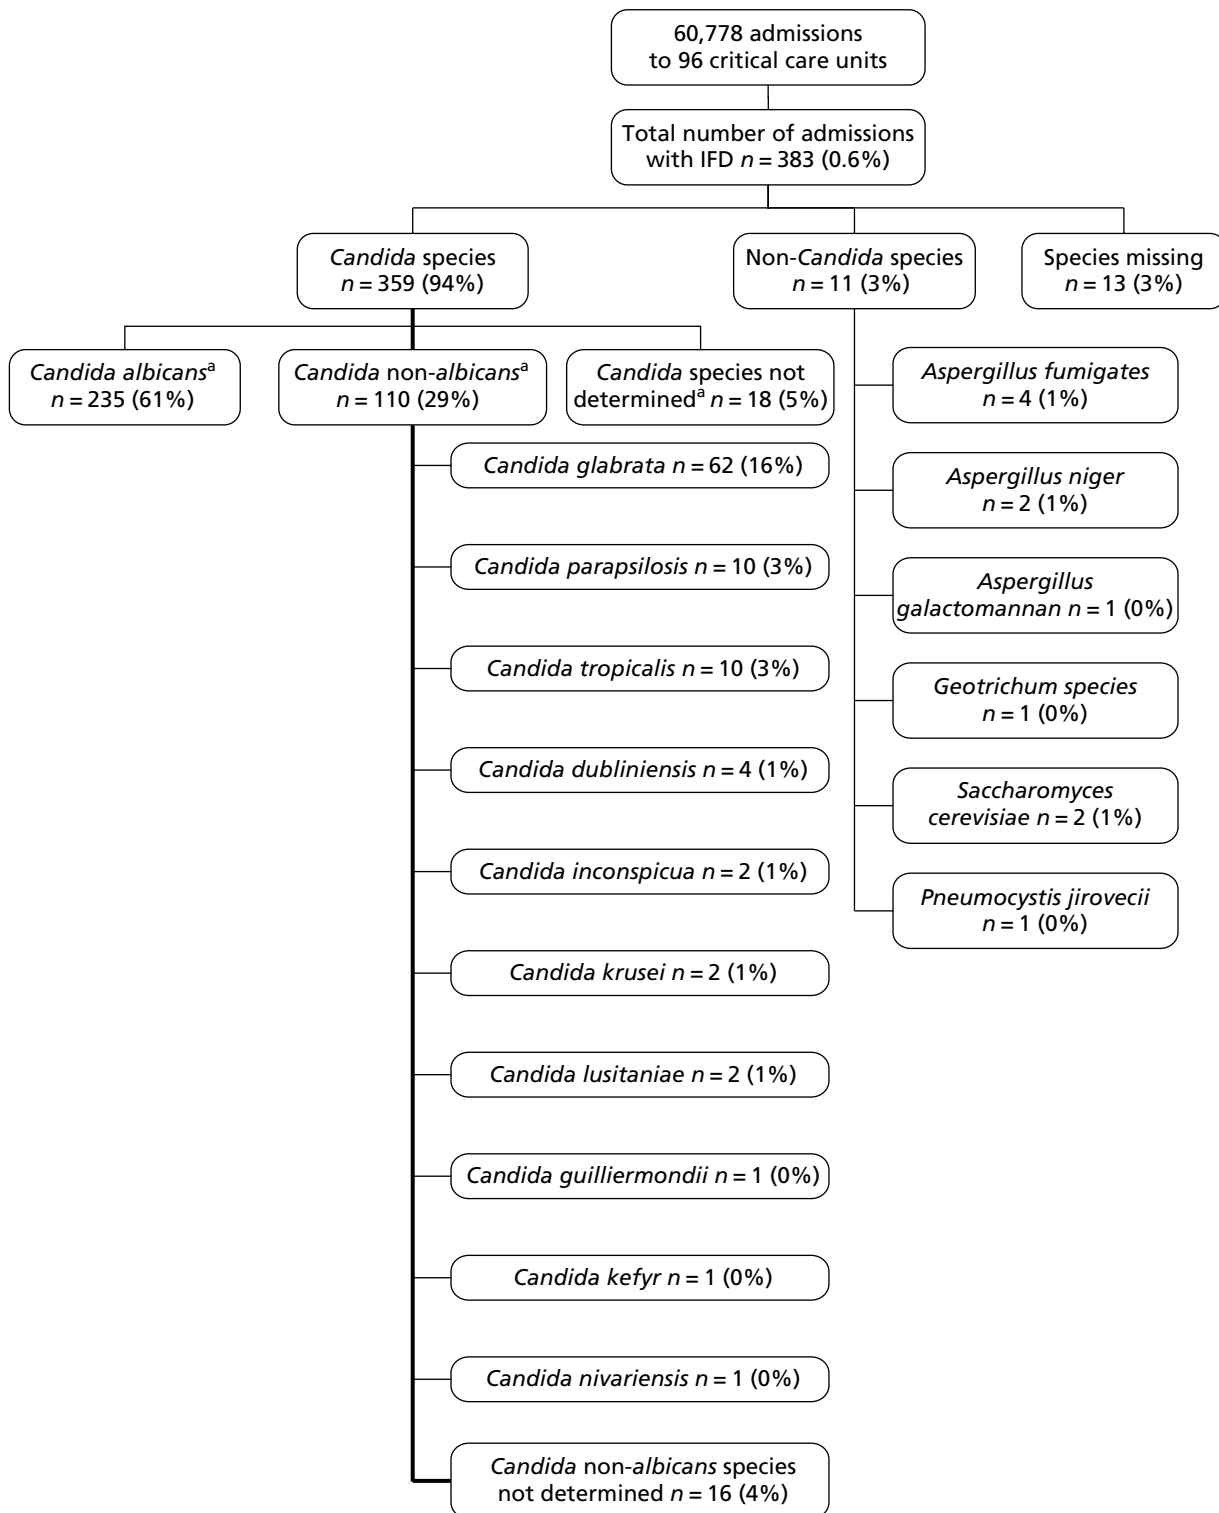 60,778 admissions
to 96 critical care units
Total number of admissions
with IFD n = 383 (0.6%)
Candida species
n = 359 (94%)
Non-Candida species
n = 11 (3%)
Species missing
n = 13 (3%)
Candida albicansᵃ
n = 235 (61%)
Candida non-albicansᵃ
n = 110 (29%)
Candida species not
determinedᵃ n = 18 (5%)
Candida glabrata n = 62 (16%)
Candida parapsilosis n = 10 (3%)
Candida tropicalis n = 10 (3%)
Candida dubliniensis n = 4 (1%)
Candida inconspicua n = 2 (1%)
Candida krusei n = 2 (1%)
Candida lusitaniae n = 2 (1%)
Candida guilliermondii n = 1 (0%)
Candida kefyr n = 1 (0%)
Candida nivariensis n = 1 (0%)
Candida non-albicans species
not determined n = 16 (4%)
Aspergillus fumigates
n = 4 (1%)
Aspergillus niger
n = 2 (1%)
Aspergillus
galactomannan n = 1 (0%)
Geotrichum species
n = 1 (0%)
Saccharomyces
cerevisiae n = 2 (1%)
Pneumocystis jirovecii
n = 1 (0%)